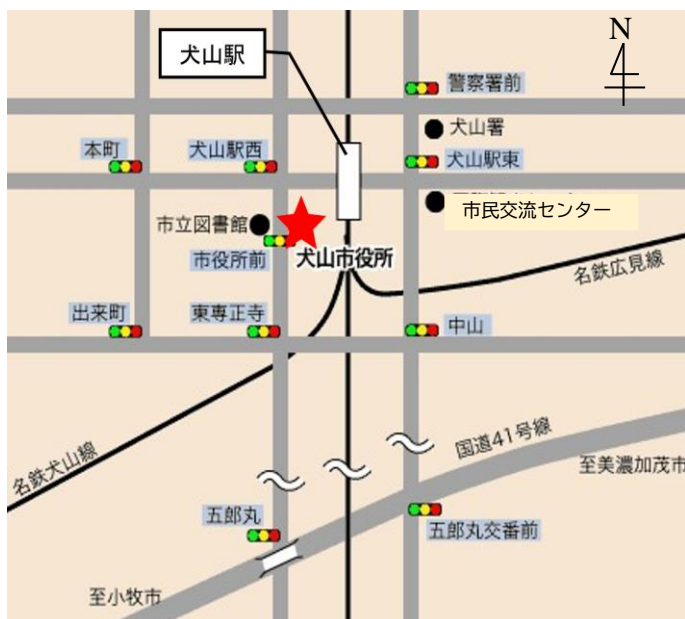 N
犬山駅
警察署前
犬山署
本町
犬山駅西
犬山駅東
市民交流センター
市立図書館
市役所前
犬山市役所
名鉄広見線
出来町
東専正寺
中山
国道41号線
名鉄犬山線
至美濃加茂市
五郎丸
五郎丸交番前
至小牧市